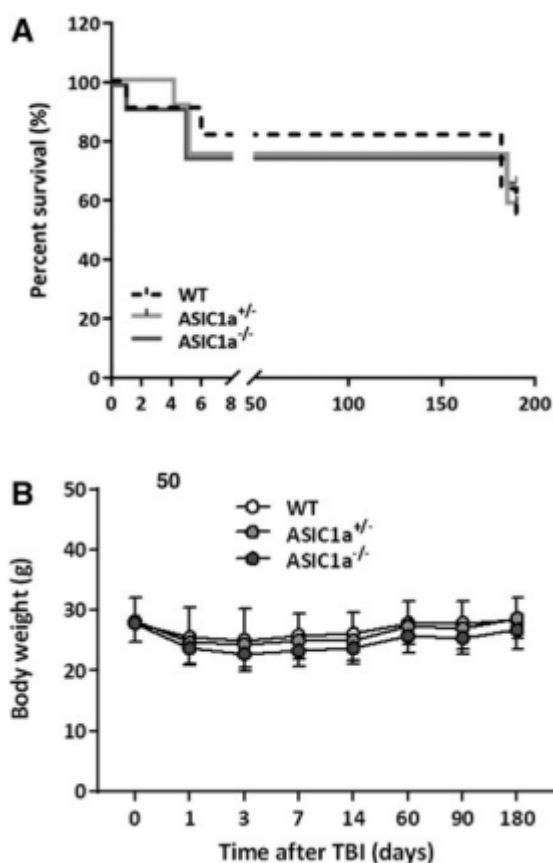 A
120
100
80
60
40
20
0
Percent survival (%)
WT
ASIC1a+/-
ASIC1a-/-
0 2 4 6 8 50 100 150 200
B
50
50
40
30
20
10
0
Body weight (g)
WT
ASIC1a+/-
ASIC1a-/-
0 1 3 7 14 60 90 180
Time after TBI (days)